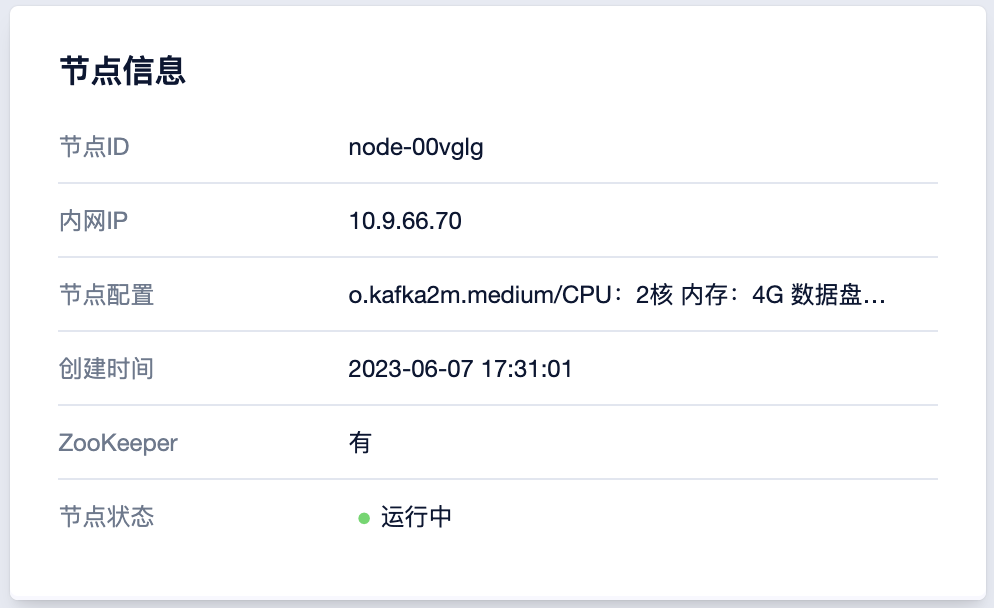 节点信息
节点ID node-00vglg
内网IP 10.9.66.70
节点配置 o.kafka2m.medium/CPU：2核 内存：4G 数据盘...
创建时间 2023-06-07 17:31:01
ZooKeeper 有
节点状态 运行中